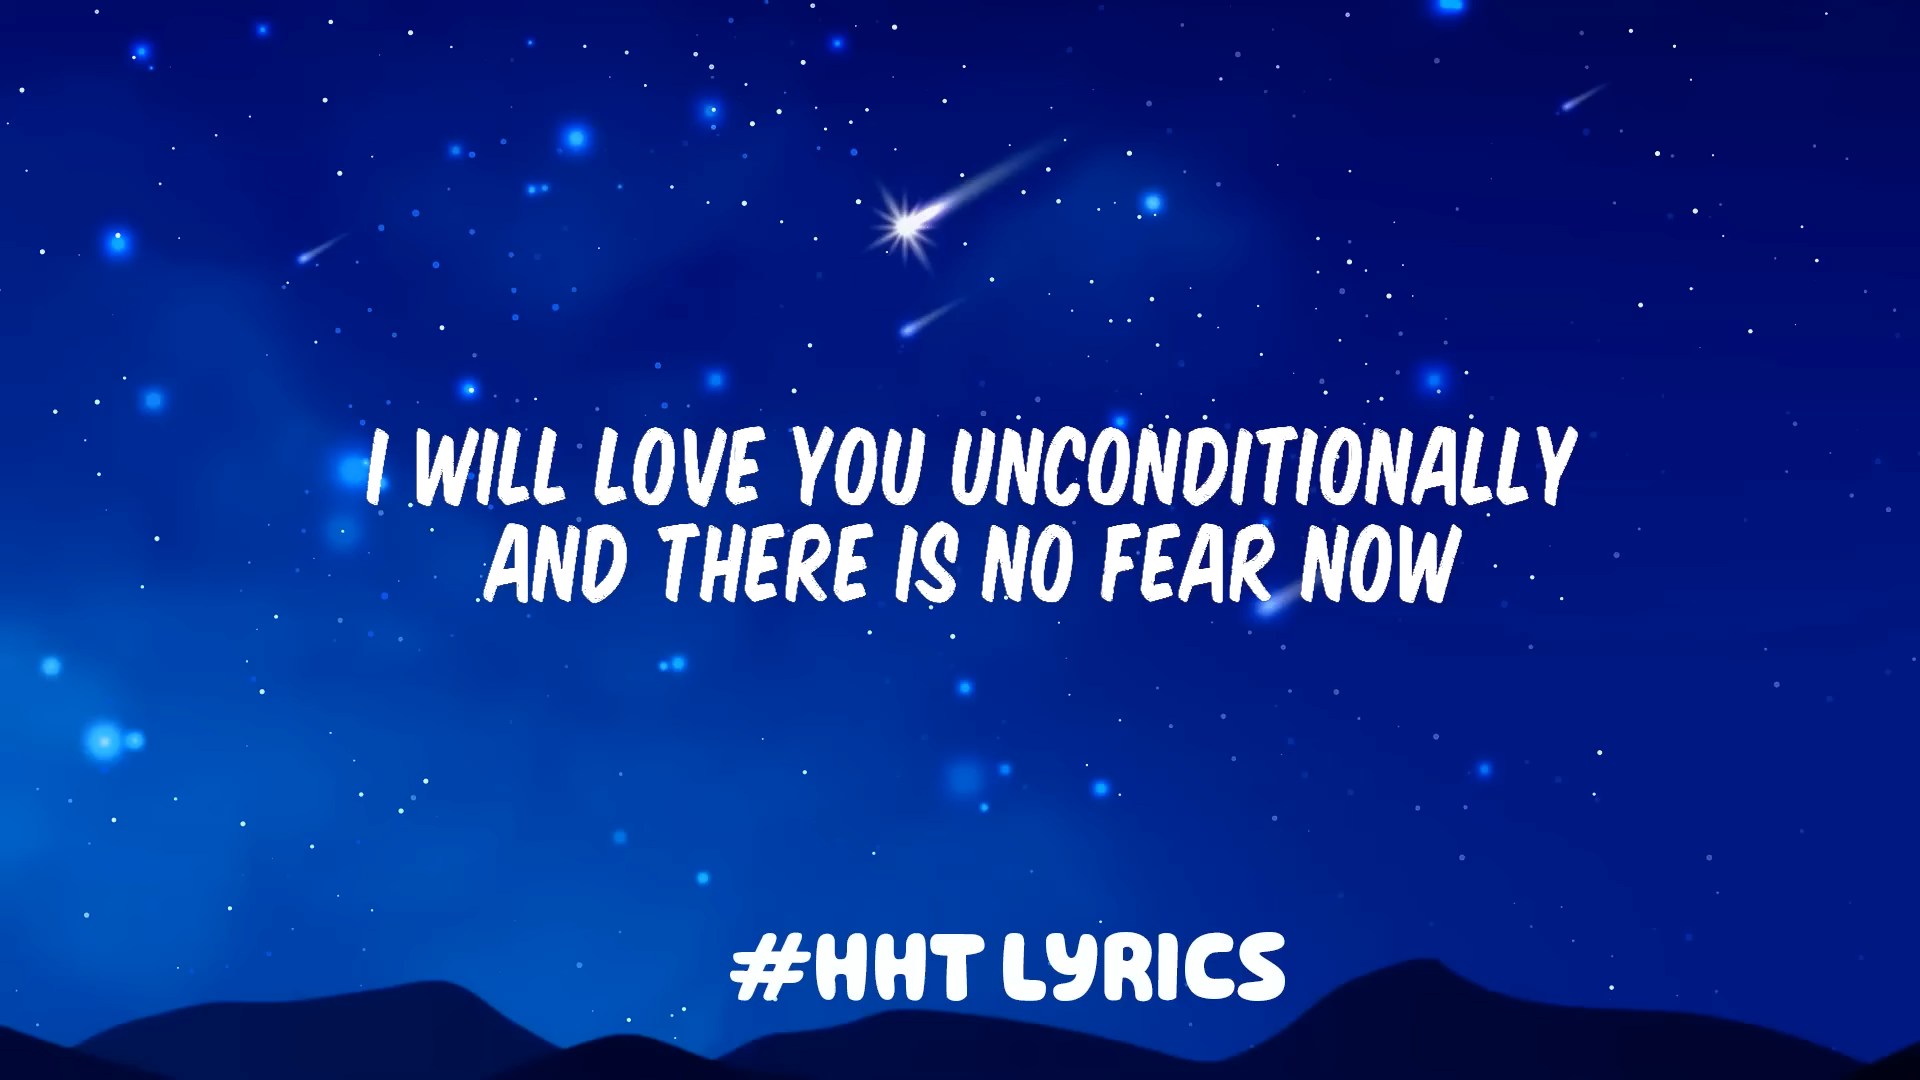 I WILL LOVE YOU UNCONDITIONALLY
AND THERE IS NO FEAR NOW
#HHT LYRICS